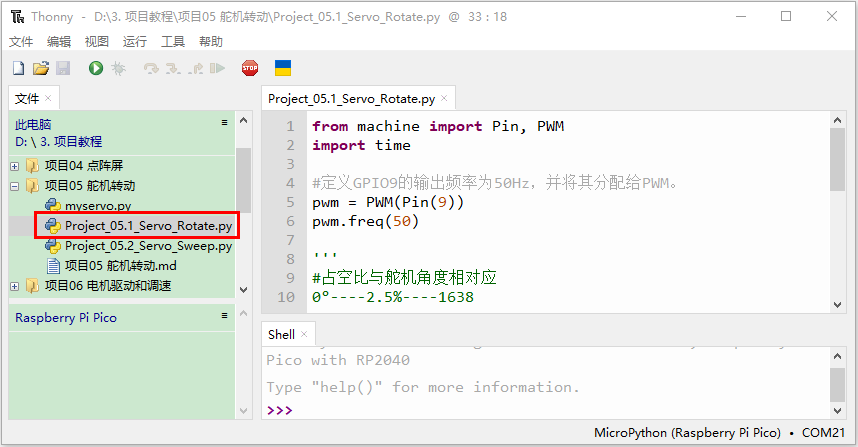 Thonny - D:\3. 项目教程\项目05 舵机转动\Project_05.1_Servo_Rotate.py @ 33 : 18
文件 编辑 视图 运行 工具 帮助
STOP
文件 ×
此电脑 ≡
D: \ 3. 项目教程
项目04 点阵屏
项目05 舵机转动
myservo.py
Project_05.1_Servo_Rotate.py
Project_05.2_Servo_Sweep.py
项目05 舵机转动.md
项目06 电机驱动和调速
Raspberry Pi Pico ≡
Project_05.1_Servo_Rotate.py ×
1 from machine import Pin, PWM
2 import time
3
4 #定义GPIO9的输出频率为50Hz，并将其分配给PWM。
5 pwm = PWM(Pin(9))
6 pwm.freq(50)
7
8 '''
9 #占空比与舵机角度相对应
10 0°----2.5%----1638
Shell ×
Pico with RP2040
Type "help()" for more information.
>>>
MicroPython (Raspberry Pi Pico) • COM21